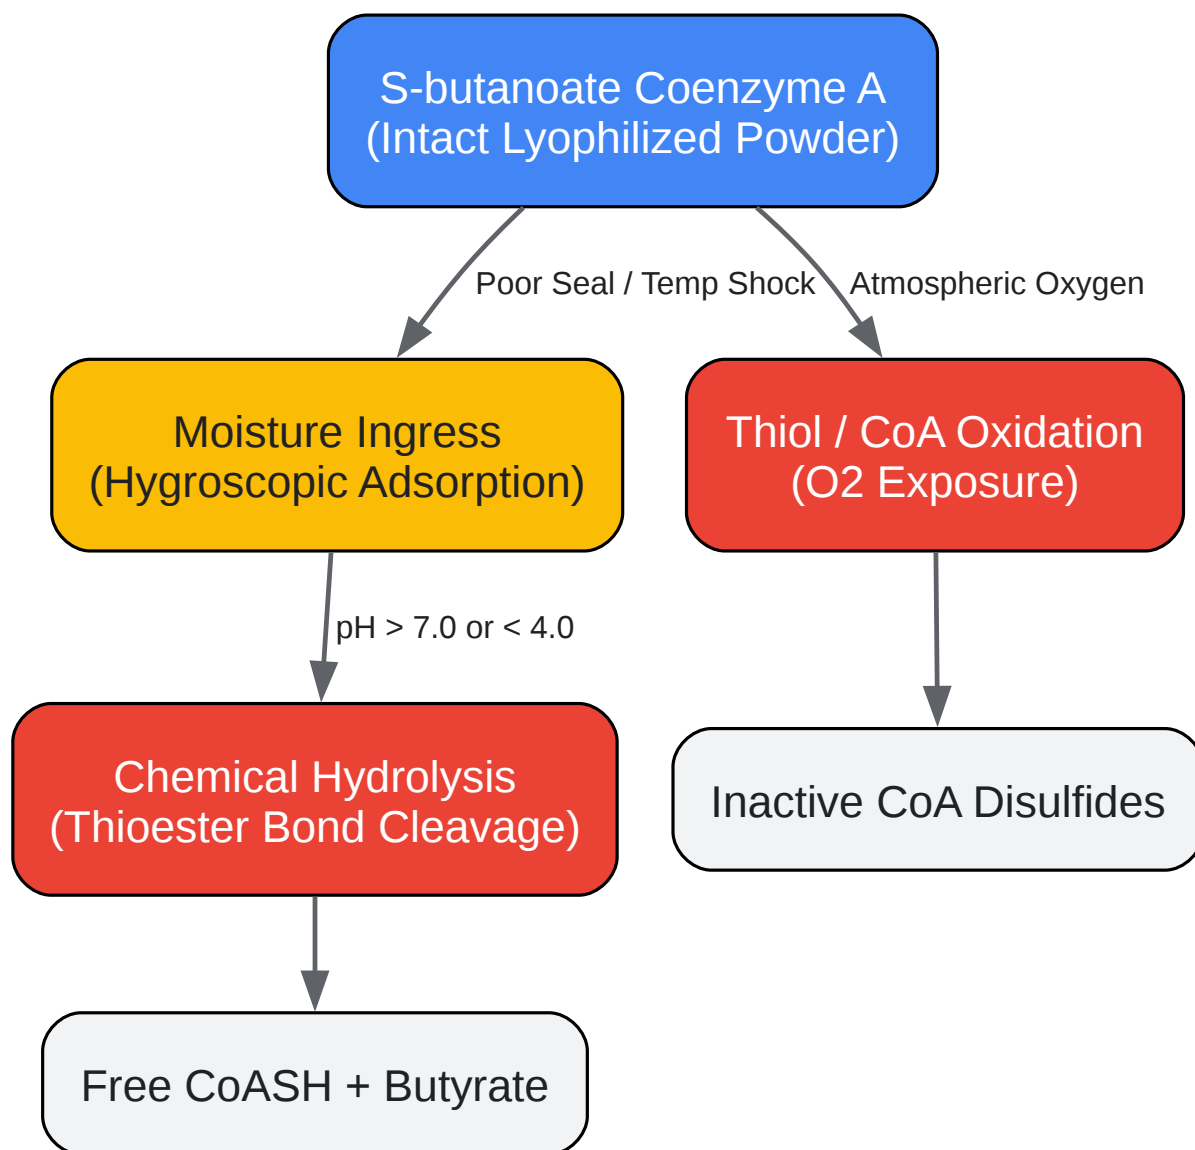 S-butanoate Coenzyme A
(Intact Lyophilized Powder)
Poor Seal / Temp Shock
Atmospheric Oxygen
Moisture Ingress
(Hygroscopic Adsorption)
Thiol / CoA Oxidation
(O2 Exposure)
pH > 7.0 or < 4.0
Chemical Hydrolysis
(Thioester Bond Cleavage)
Inactive CoA Disulfides
Free CoASH + Butyrate